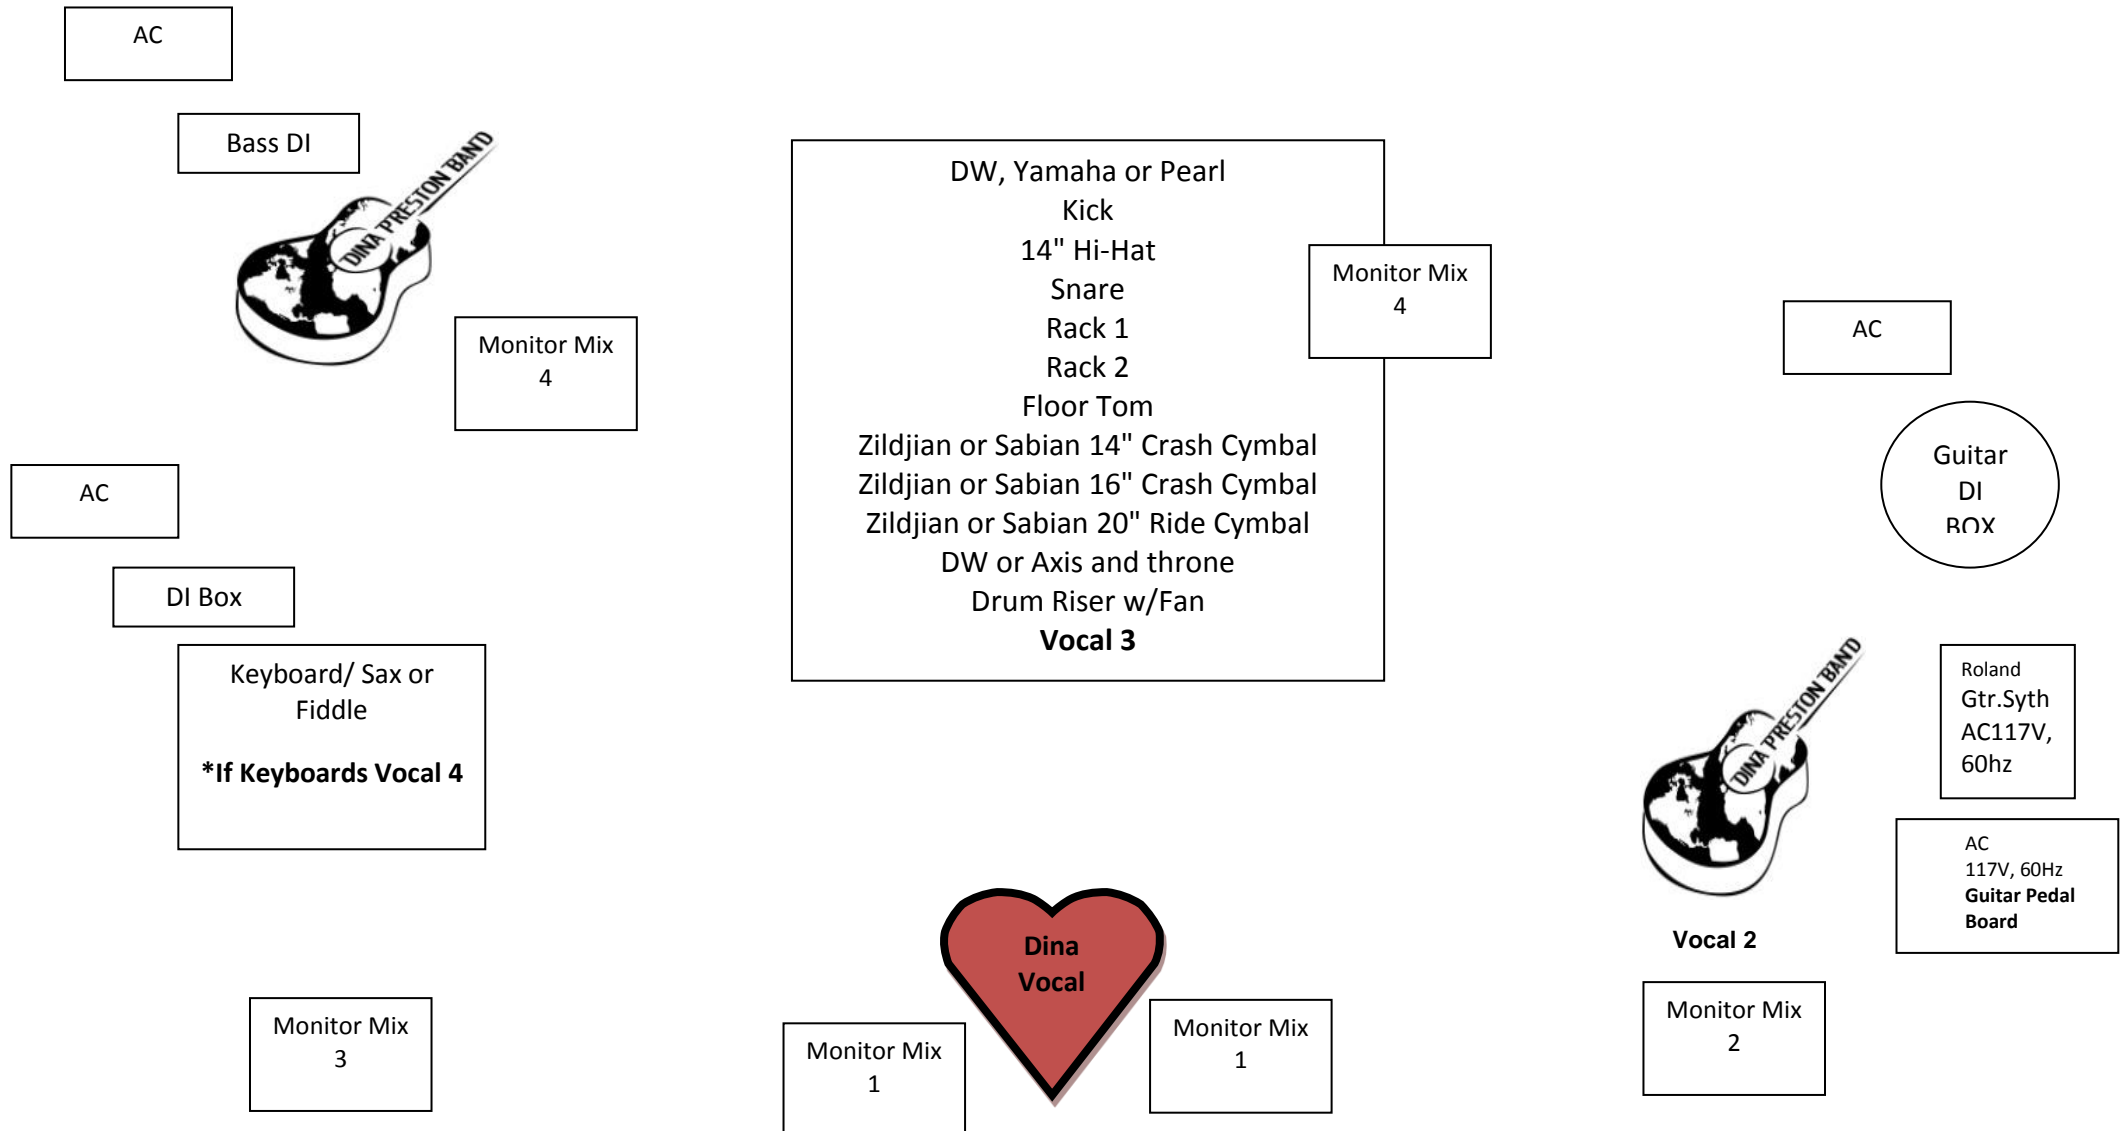 AC
Bass DI
DINA PRESTON BAND
Monitor Mix
4
AC
DI Box
Keyboard/ Sax or
Fiddle
*If Keyboards Vocal 4
Monitor Mix
3
DW, Yamaha or Pearl
Kick
14" Hi-Hat
Snare
Rack 1
Rack 2
Floor Tom
Zildjian or Sabian 14" Crash Cymbal
Zildjian or Sabian 16" Crash Cymbal
Zildjian or Sabian 20" Ride Cymbal
DW or Axis and throne
Drum Riser w/Fan
Vocal 3
Monitor Mix
4
Dina
Vocal
Monitor Mix
1
Monitor Mix
1
AC
Guitar
DI
BOX
DINA PRESTON BAND
Roland
Gtr.Syth
AC117V,
60hz
AC
117V, 60Hz
Guitar Pedal
Board
Vocal 2
Monitor Mix
2